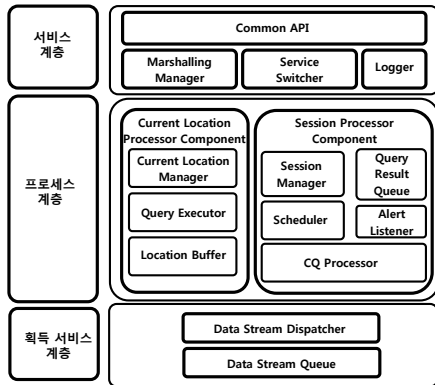 서비스
계층
Common API
Marshalling
Manager
Service
Switcher
Logger
프로세스
계층
Current Location
Processor Component
Current Location
Manager
Query Executor
Location Buffer
Session Processor
Component
Session
Manager
Query
Result
Queue
Scheduler
Alert
Listener
CQ Processor
획득 서비스
계층
Data Stream Dispatcher
Data Stream Queue